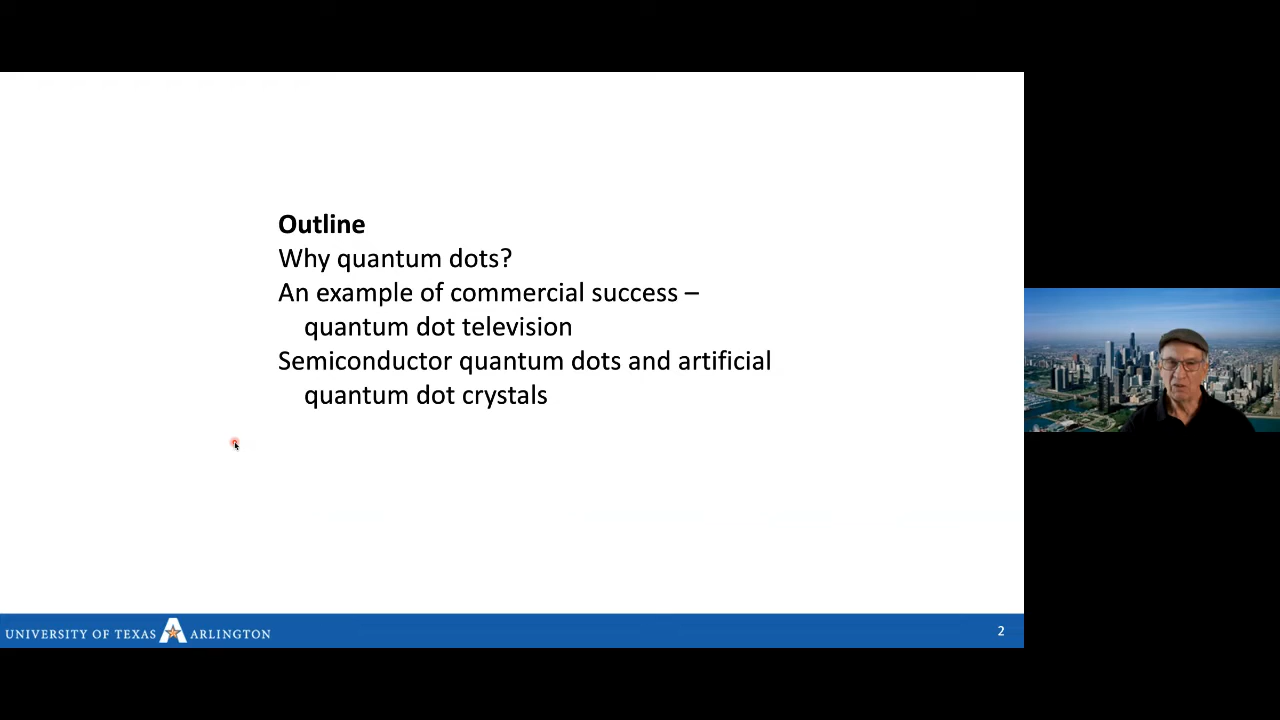 Outline
Why quantum dots?
An example of commercial success –
quantum dot television
Semiconductor quantum dots and artificial
quantum dot crystals
UNIVERSITY OF TEXAS A ARLINGTON
2